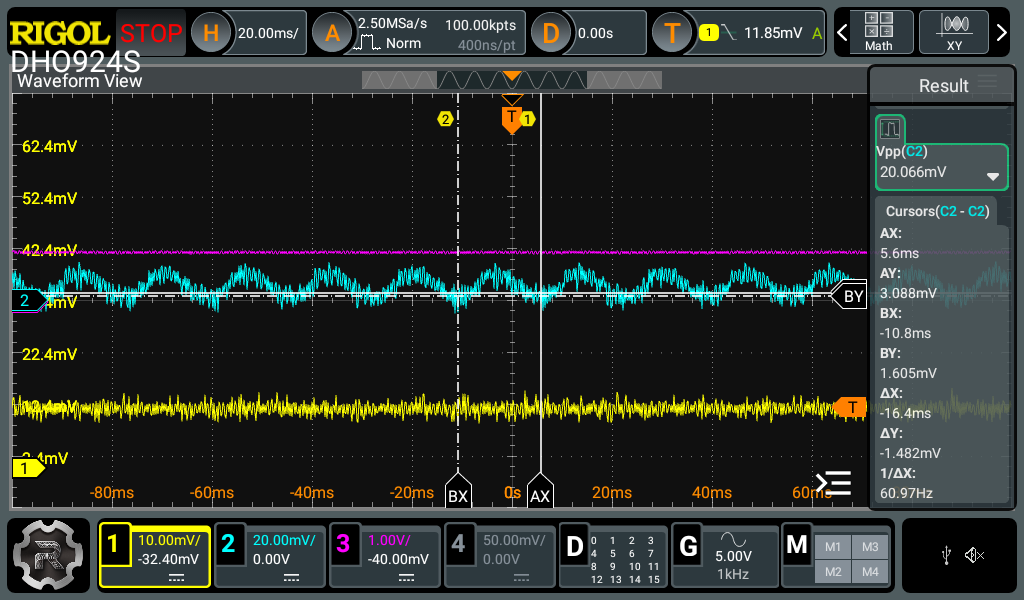 RIGOL STOP H 20.00ms/ A 2.50MSa/s 100.00kpts D 0.00s T 1 11.85mV A Math XY
Norm 400ns/pt
DHO924S
Waveform View
Result
2 T 1
62.4mV
Vpp(C2)
20.066mV
52.4mV
Cursors(C2 - C2)
AX:
5.6ms
42.4mV
AY:
3.088mV
2 4mV BY
BX:
-10.8ms
BY:
22.4mV
1.605mV
ΔX:
-16.4ms
T
ΔY:
-1.482mV
1 2.4mV
1/ΔX:
60.97Hz
-80ms -60ms -40ms -20ms BX 0s AX 20ms 40ms 60ms
1 10.00mV/ 2 20.00mV/ 3 1.00V/ 4 50.00mV/ D 0 1 2 3 G 5.00V M M1 M3
-32.40mV 0.00V -40.00mV 0.00V 4 5 6 7 1kHz M2 M4
8 9 10 11
12 13 14 15
R